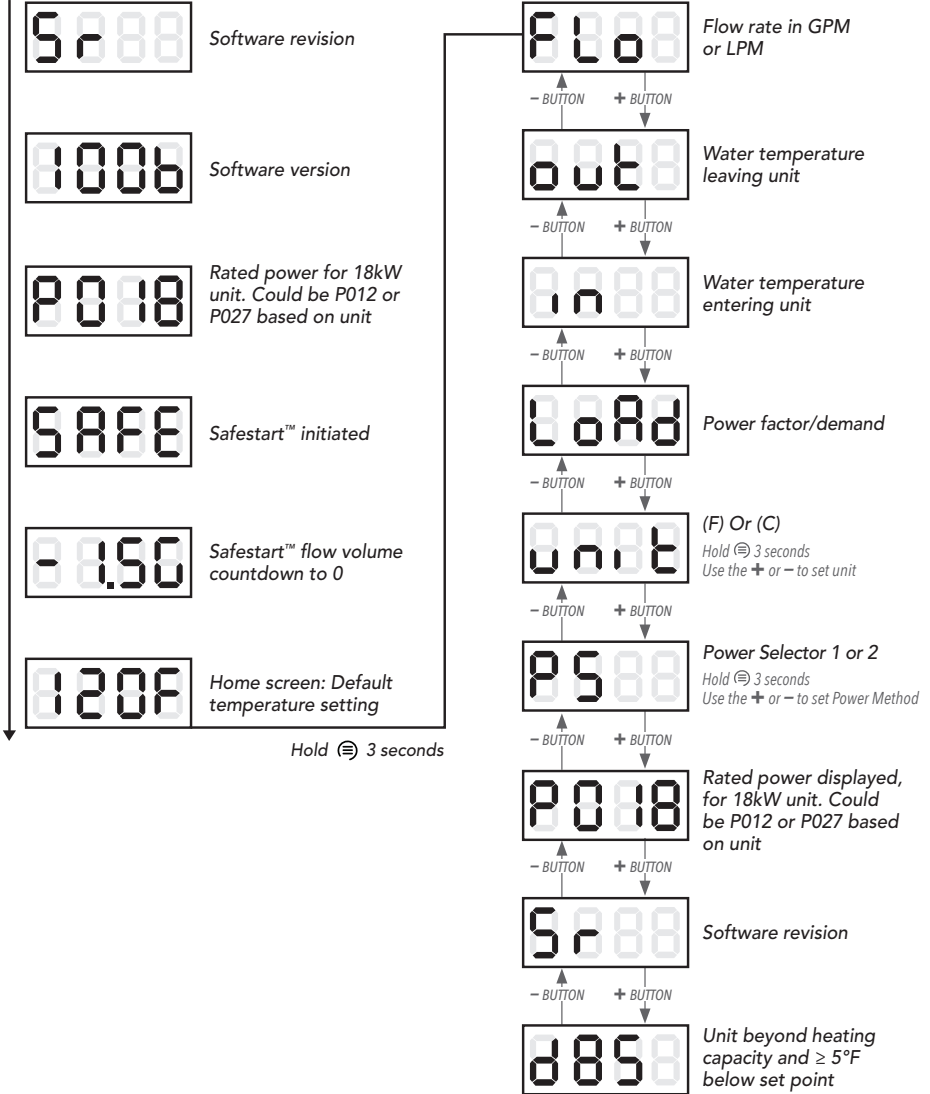 Sr
Software revision
100b
Software version
P018
Rated power for 18kW
unit. Could be P012 or
P027 based on unit
SAFE
Safestart™ initiated
- 1.5G
Safestart™ flow volume
countdown to 0
120F
Home screen: Default
temperature setting
Hold 3 seconds
FLo
Flow rate in GPM
or LPM
– BUTTON + BUTTON
out
Water temperature
leaving unit
– BUTTON + BUTTON
in
Water temperature
entering unit
– BUTTON + BUTTON
LoAd
Power factor/demand
– BUTTON + BUTTON
unit
(F) Or (C)
Hold 3 seconds
Use the + or – to set unit
– BUTTON + BUTTON
PS
Power Selector 1 or 2
Hold 3 seconds
Use the + or – to set Power Method
– BUTTON + BUTTON
P018
Rated power displayed,
for 18kW unit. Could
be P012 or P027 based
on unit
– BUTTON + BUTTON
Sr
Software revision
– BUTTON + BUTTON
d85
Unit beyond heating
capacity and ≥ 5°F
below set point